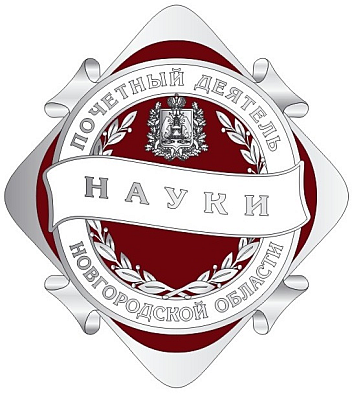 ПОЧЕТНЫЙ ДЕЯТЕЛЬ
НАУКИ
НОВГОРОДСКОЙ ОБЛАСТИ